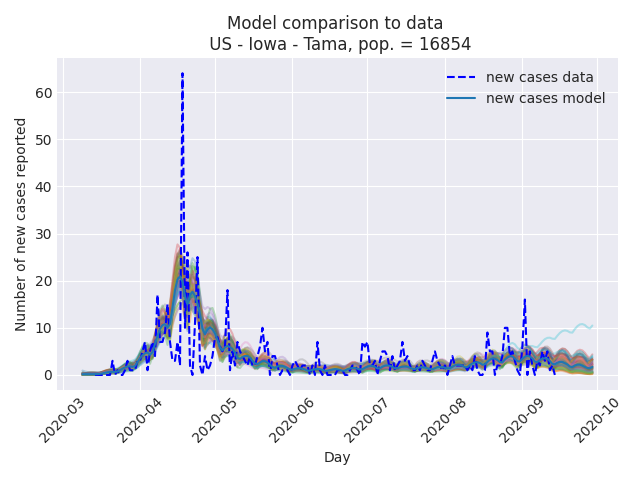 Model comparison to data
US - Iowa - Tama, pop. = 16854
new cases data
new cases model
Number of new cases reported
60
50
40
30
20
10
0
2020-03
2020-04
2020-05
2020-06
2020-07
2020-08
2020-09
2020-10
Day